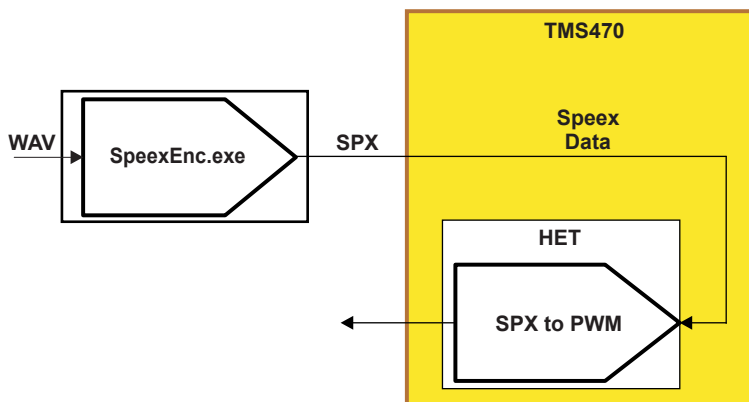 TMS470
WAV
SpeexEnc.exe
SPX
Speex
Data
HET
SPX to PWM